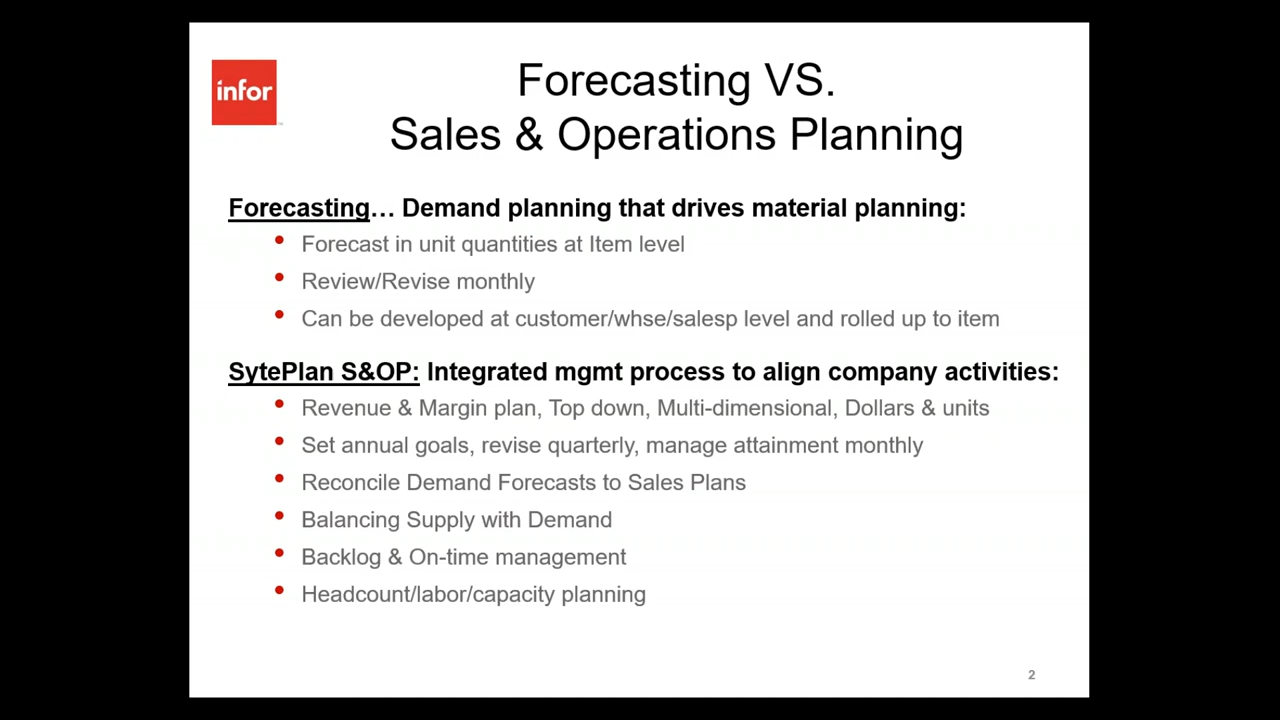 infor
Forecasting VS.
Sales & Operations Planning
Forecasting… Demand planning that drives material planning:
• Forecast in unit quantities at Item level
• Review/Revise monthly
• Can be developed at customer/whse/salesp level and rolled up to item
SytePlan S&OP: Integrated mgmt process to align company activities:
• Revenue & Margin plan, Top down, Multi-dimensional, Dollars & units
• Set annual goals, revise quarterly, manage attainment monthly
• Reconcile Demand Forecasts to Sales Plans
• Balancing Supply with Demand
• Backlog & On-time management
• Headcount/labor/capacity planning
2